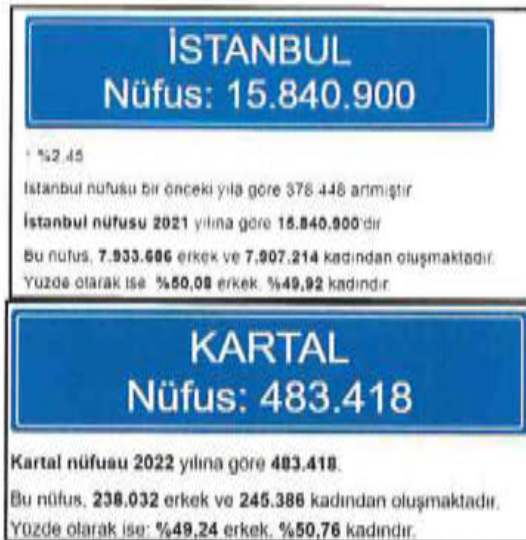 İSTANBUL
Nüfus: 15.840.900
↑ %2.45
İstanbul nüfusu bir önceki yıla göre 378.448 artmıştır
İstanbul nüfusu 2021 yılına göre 15.840.900'dir
Bu nüfus, 7.933.686 erkek ve 7.907.214 kadından oluşmaktadır.
Yüzde olarak ise: %50,08 erkek, %49,92 kadındır.
KARTAL
Nüfus: 483.418
Kartal nüfusu 2022 yılına göre 483.418.
Bu nüfus, 238.032 erkek ve 245.386 kadından oluşmaktadır.
Yüzde olarak ise: %49,24 erkek, %50,76 kadındır.